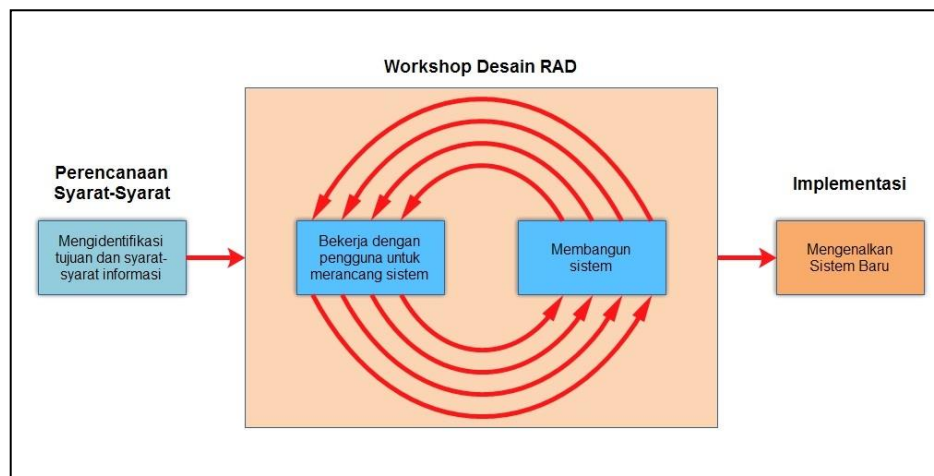 Workshop Desain RAD
Perencanaan
Syarat-Syarat
Mengidentifikasi
tujuan dan syarat-
syarat informasi
Bekerja dengan
pengguna untuk
merancang sistem
Membangun
sistem
Implementasi
Mengenalkan
Sistem Baru